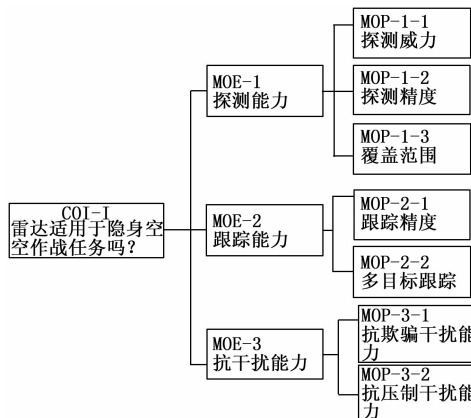 COI-I
雷达适用于隐身空
空作战任务吗?
MOE-1
探测能力
MOP-1-1
探测威力
MOP-1-2
探测精度
MOP-1-3
覆盖范围
MOE-2
跟踪能力
MOP-2-1
跟踪精度
MOP-2-2
多目标跟踪
MOE-3
抗干扰能力
MOP-3-1
抗欺骗干扰能
力
MOP-3-2
抗压制干扰能
力